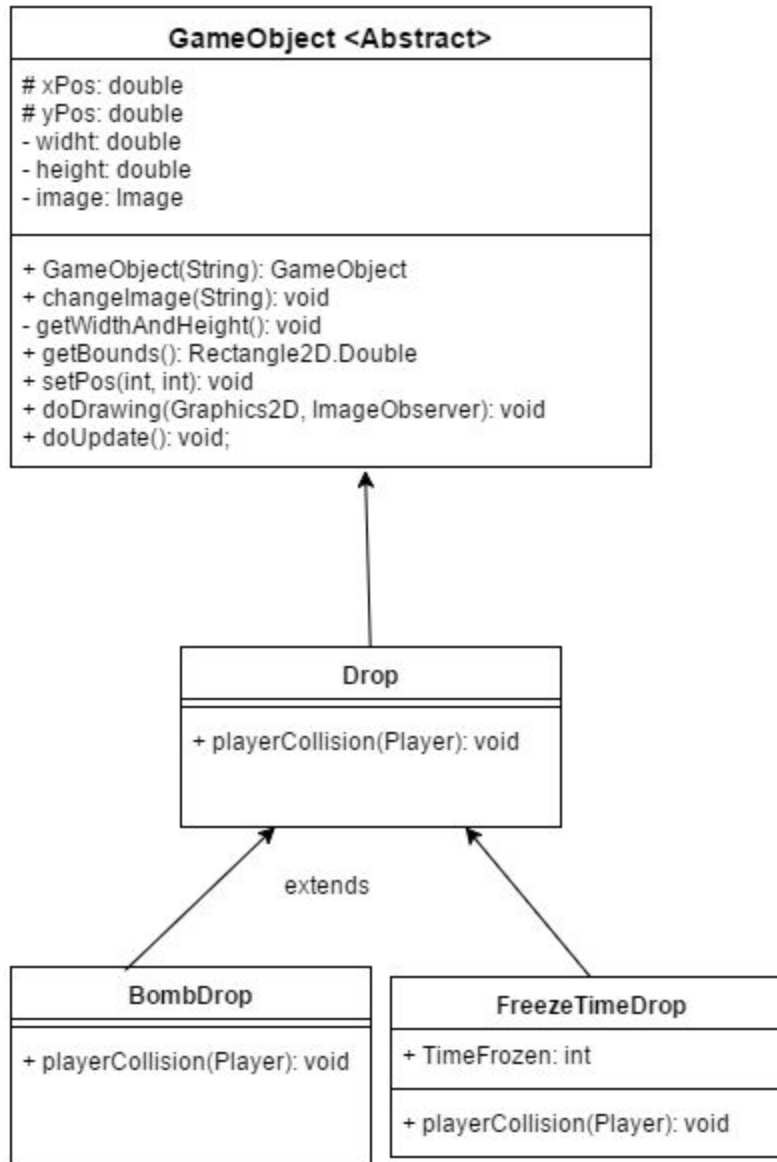 GameObject <Abstract>
# xPos: double
# yPos: double
- widht: double
- height: double
- image: Image
+ GameObject(String): GameObject
+ changeImage(String): void
- getWidthAndHeight(): void
+ getBounds(): Rectangle2D.Double
+ setPos(int, int): void
+ doDrawing(Graphics2D, ImageObserver): void
+ doUpdate(): void;
Drop
+ playerCollision(Player): void
extends
BombDrop
+ playerCollision(Player): void
FreezeTimeDrop
+ TimeFrozen: int
+ playerCollision(Player): void